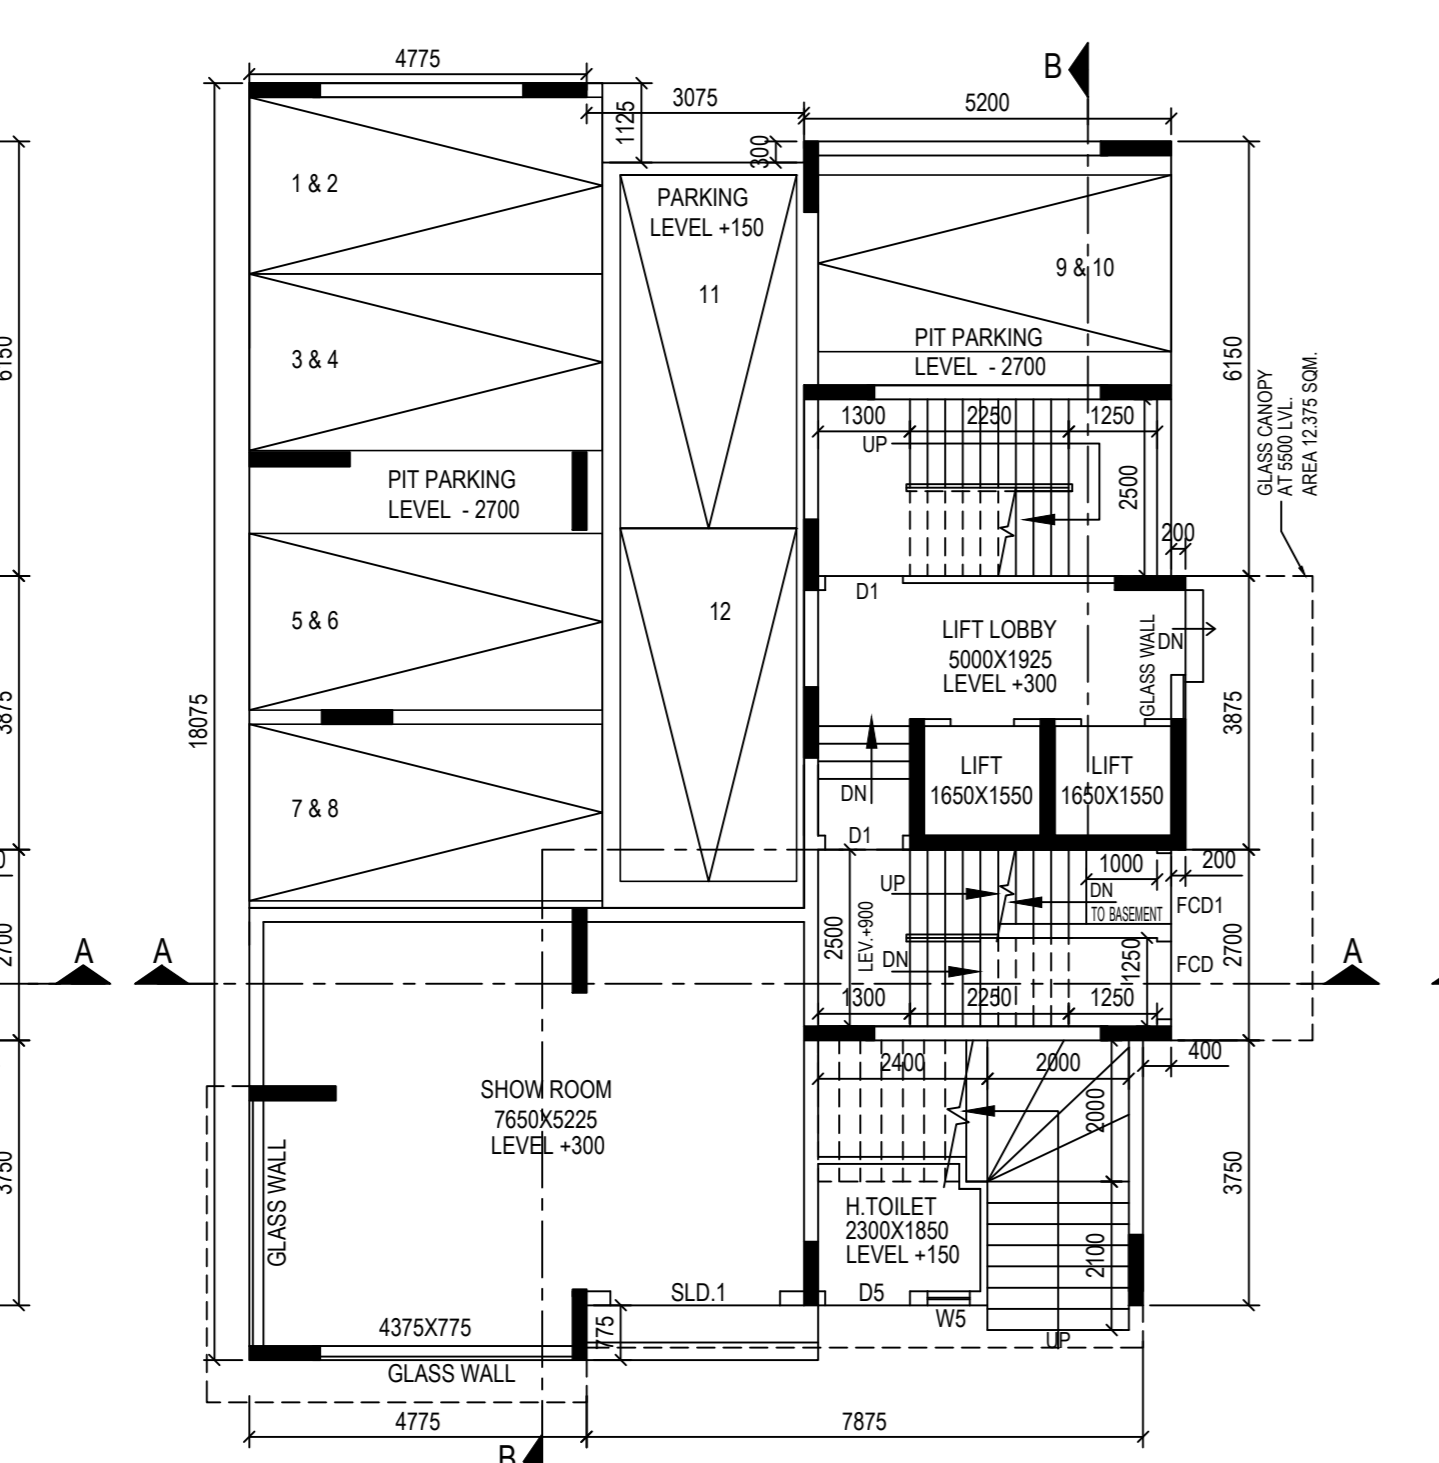 4775
B
3075
5200
1125
300
1 & 2
PARKING
LEVEL +150
9 & 10
11
6150
3 & 4
PIT PARKING
LEVEL - 2700
6150
GLASS CANOPY
AT 5500 LVL.
AREA 12.375 SQM.
1300
2250
1250
UP
PIT PARKING
LEVEL - 2700
2500
200
D1
5 & 6
12
LIFT LOBBY
5000X1925
LEVEL +300
GLASS WALL
DN
3875
18075
3875
LIFT
1650X1550
LIFT
1650X1550
DN
7 & 8
D1
1000
200
UP
DN
TO BASEMENT
FCD1
2700
2500
LEV.+900
DN
1250
FCD
2700
A
A
A
1300
2250
1250
2400
2000
400
SHOW ROOM
7650X5225
LEVEL +300
2000
3750
GLASS WALL
3750
H.TOILET
2300X1850
LEVEL +150
2100
SLD.1
D5
W5
4375X775
775
UP
GLASS WALL
4775
7875
B